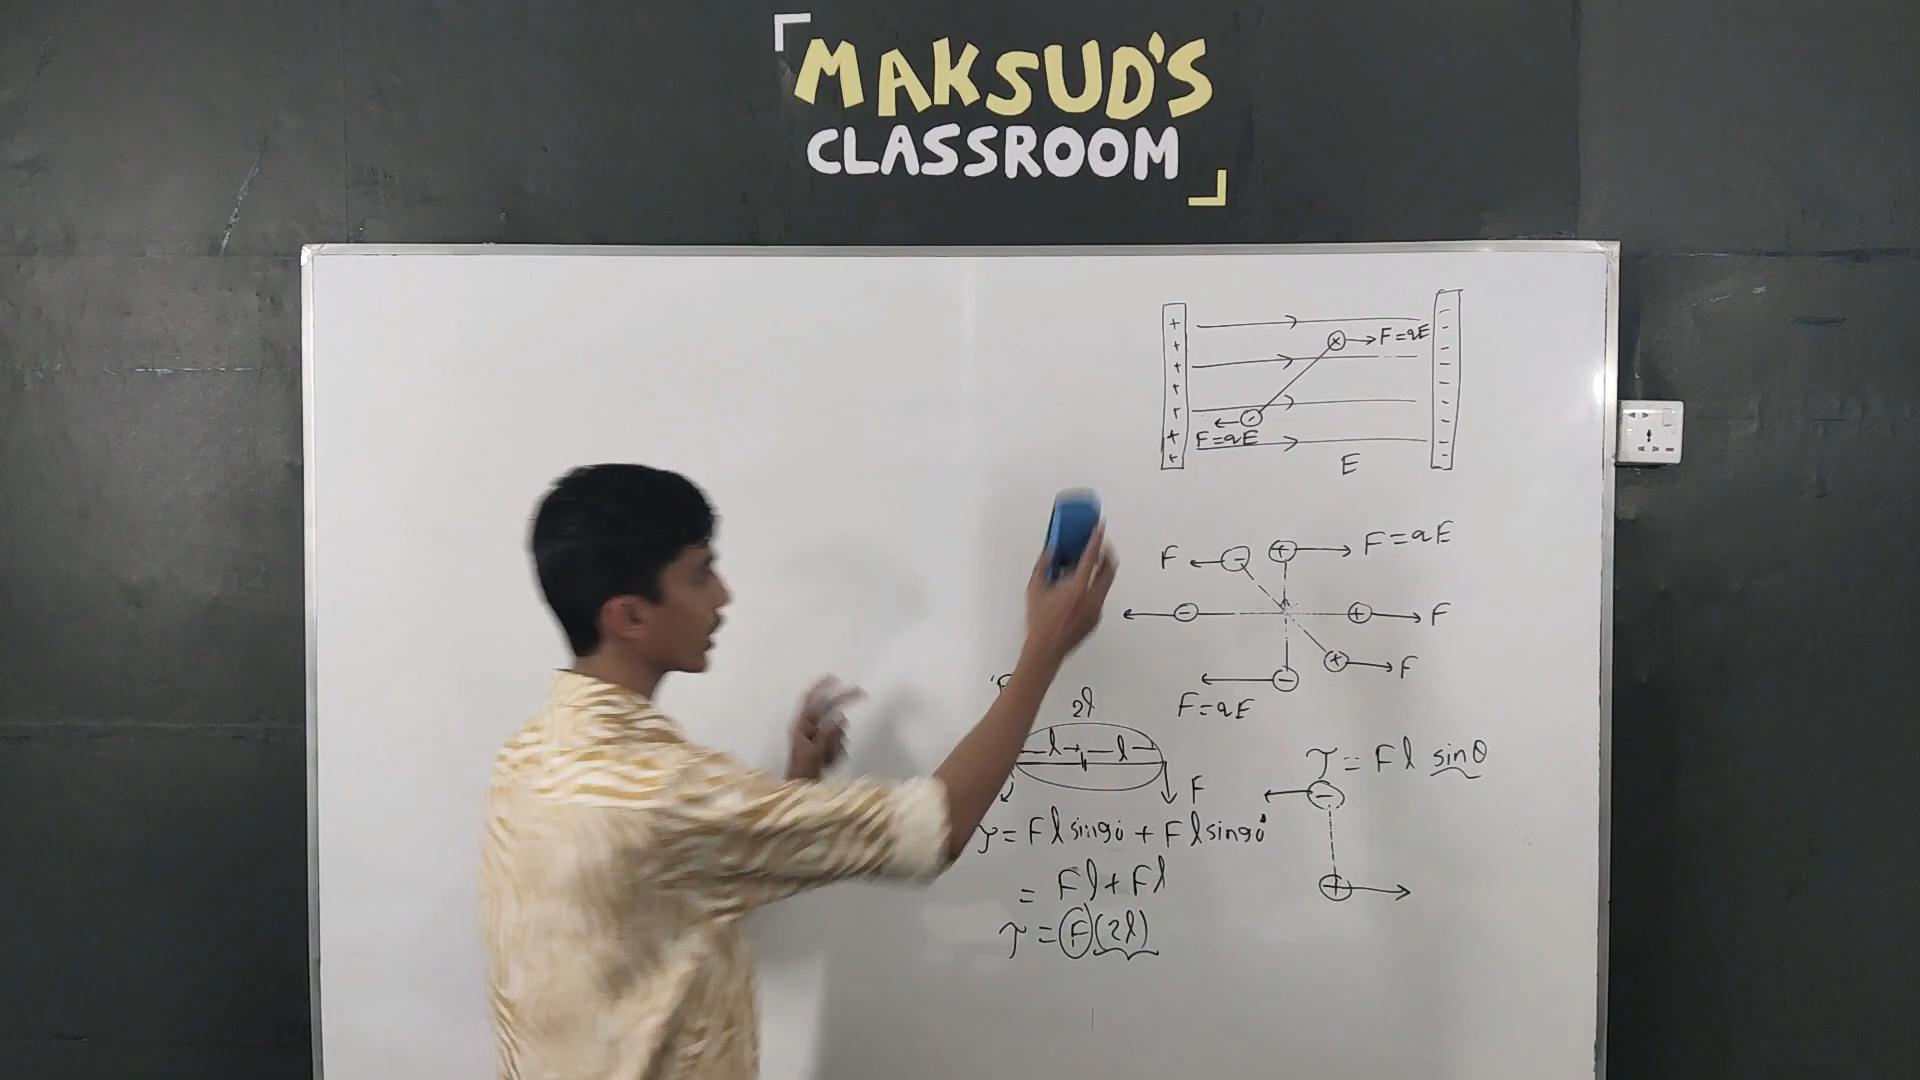 MAKSUD'S
CLASSROOM
F=qE
F=qE
E
F=qE
F
F
F
F=qE
2l
l l
F
τ = Fl sinθ
τ = Fl sin90° + Fl sin90°
= Fl + Fl
τ = F(2l)